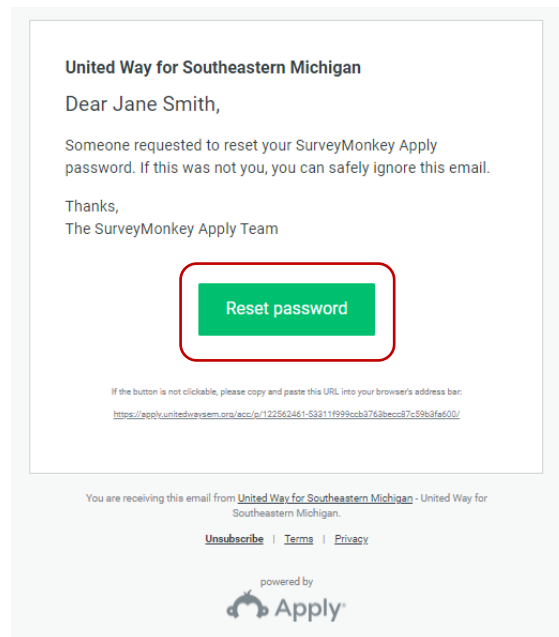 United Way for Southeastern Michigan
Dear Jane Smith,
Someone requested to reset your SurveyMonkey Apply
password. If this was not you, you can safely ignore this email.
Thanks,
The SurveyMonkey Apply Team
Reset password
If the button is not clickable, please copy and paste this URL into your browser's address bar:
https://apply.unitedwaysem.org/acc/p/122562461-53311f999ccb3763becc87c59b3fa600/
You are receiving this email from United Way for Southeastern Michigan - United Way for
Southeastern Michigan.
Unsubscribe | Terms | Privacy
powered by
Apply